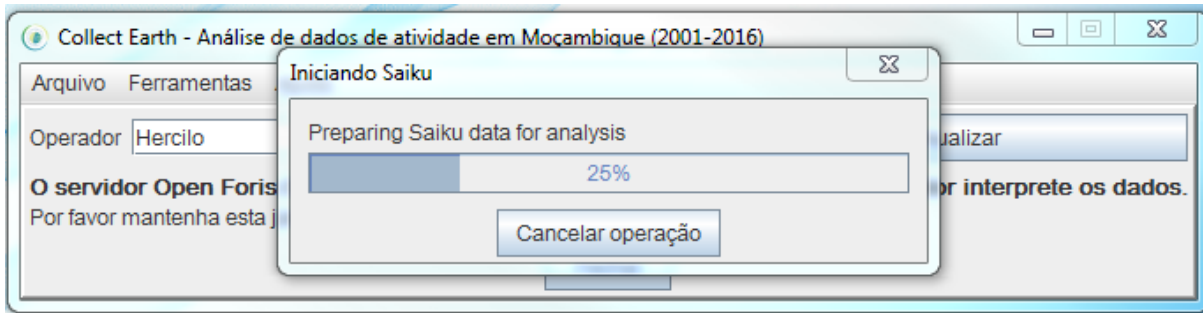 Collect Earth - Análise de dados de atividade em Moçambique (2001-2016)
Iniciando Saiku
Arquivo Ferramentas
Preparing Saiku data for analysis
Operador Hercilo
25%
O servidor Open Foris interprete os dados.
Por favor mantenha esta
Cancelar operação